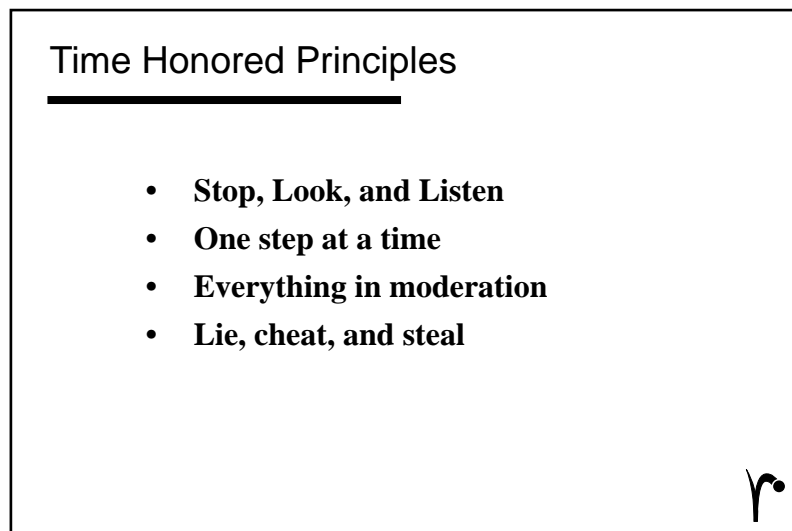 Time Honored Principles
• Stop, Look, and Listen
• One step at a time
• Everything in moderation
• Lie, cheat, and steal